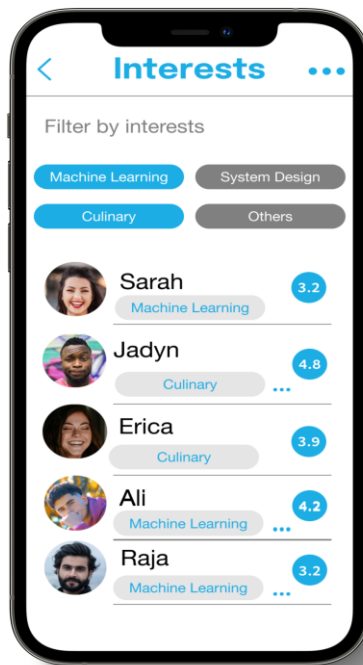 Interests
Filter by interests
Machine Learning System Design
Culinary Others
Sarah 3.2
Machine Learning
Jadyn 4.8
Culinary ...
Erica 3.9
Culinary
Ali 4.2
Machine Learning ...
Raja 3.2
Machine Learning ...